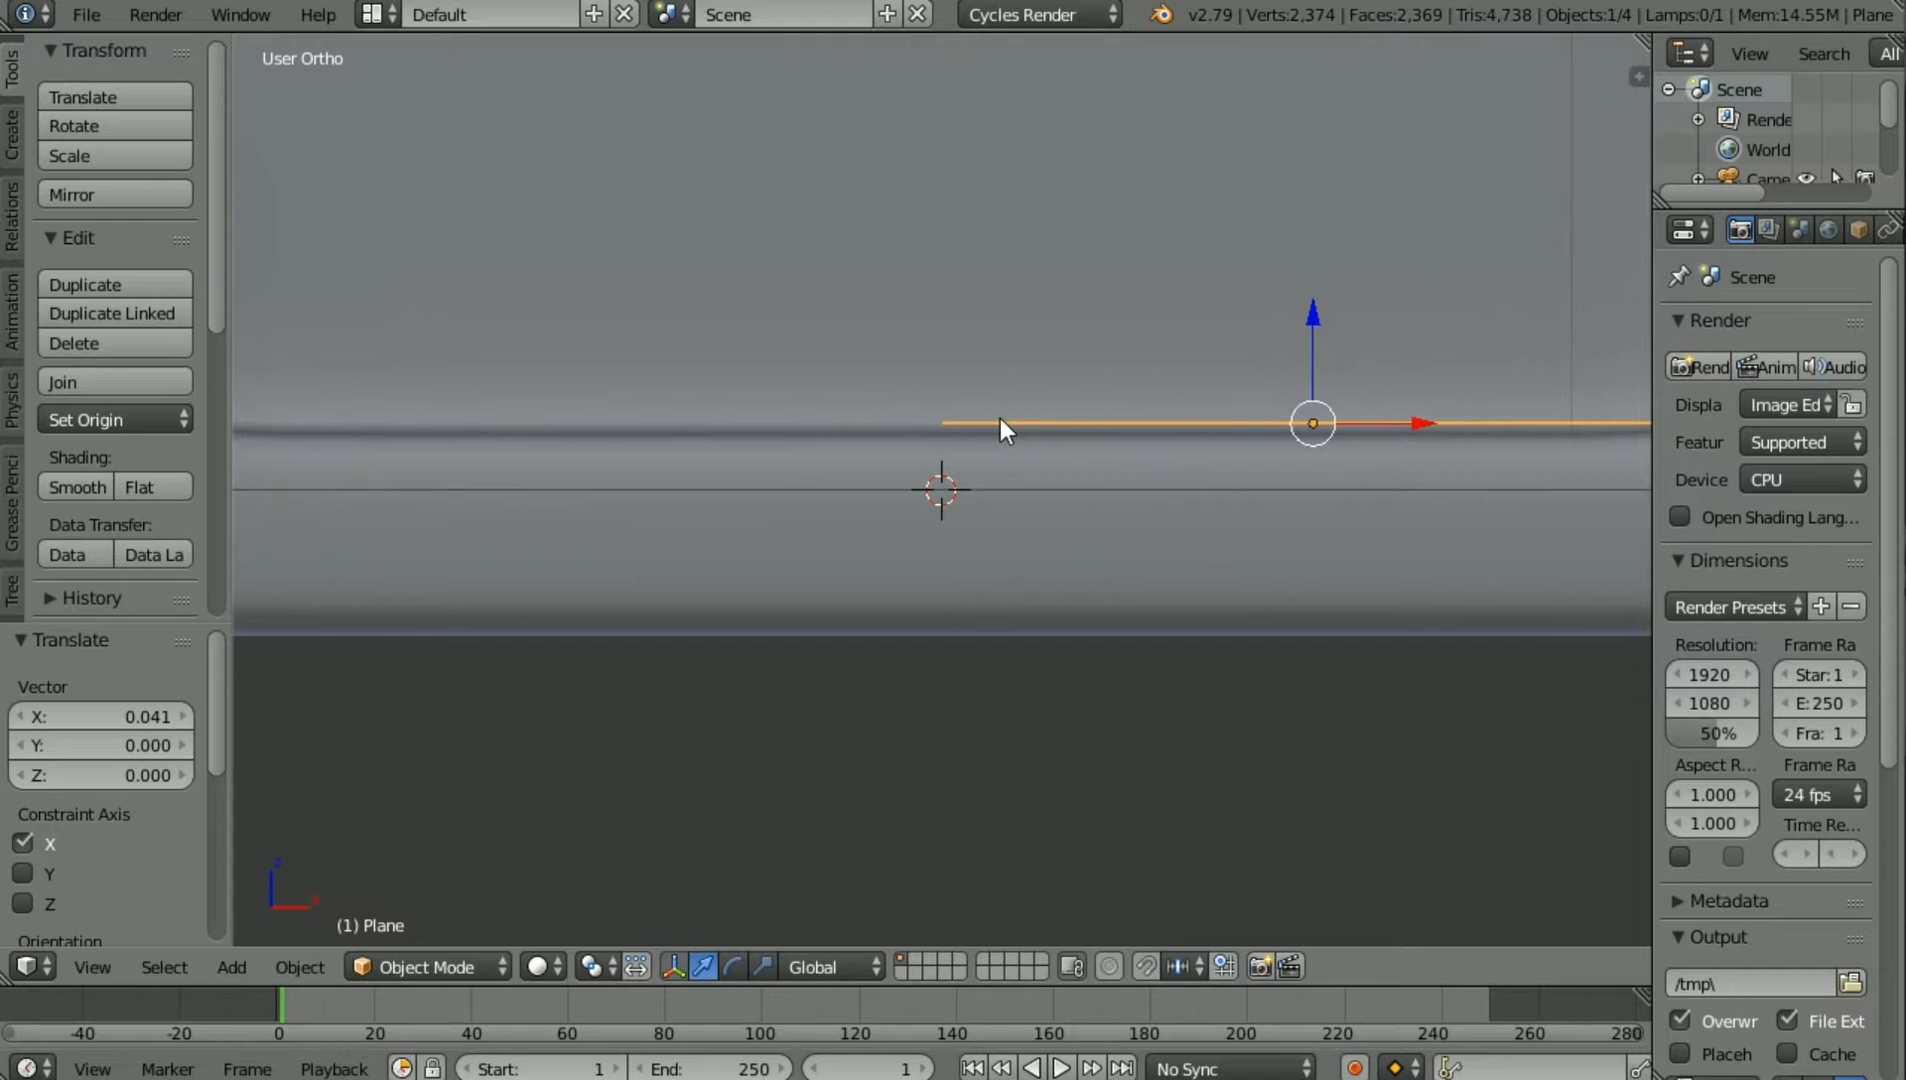 File Render Window Help Default Scene Cycles Render v2.79 | Verts:2,374 | Faces:2,369 | Tris:4,738 | Objects:1/4 | Lamps:0/1 | Mem:14.55M | Plane
Tools
Create
Relations
Animation
Physics
Grease Penci
Tree
Transform
Translate
Rotate
Scale
Mirror
Edit
Duplicate
Duplicate Linked
Delete
Join
Set Origin
Shading:
Smooth Flat
Data Transfer:
Data Data La
History
Translate
Vector
X: 0.041
Y: 0.000
Z: 0.000
Constraint Axis
X
Y
Z
Orientation
User Ortho
z
x
(1) Plane
View Select Add Object Object Mode Global
-40 -20 0 20 40 60 80 100 120 140 160 180 200 220 240 260 280
View Marker Frame Playback Start: 1 End: 250 1 No Sync
View Search All
Scene
Rende
World
Came
Scene
Render
Rend Anim Audio
Displa Image Ed
Featur Supported
Device CPU
Open Shading Lang...
Dimensions
Render Presets
Resolution: Frame Ra
1920 Star: 1
1080 E: 250
50% Fra: 1
Aspect R... Frame Ra
1.000 24 fps
1.000 Time Re...
Metadata
Output
/tmp\
Overwr File Ext
Placeh Cache